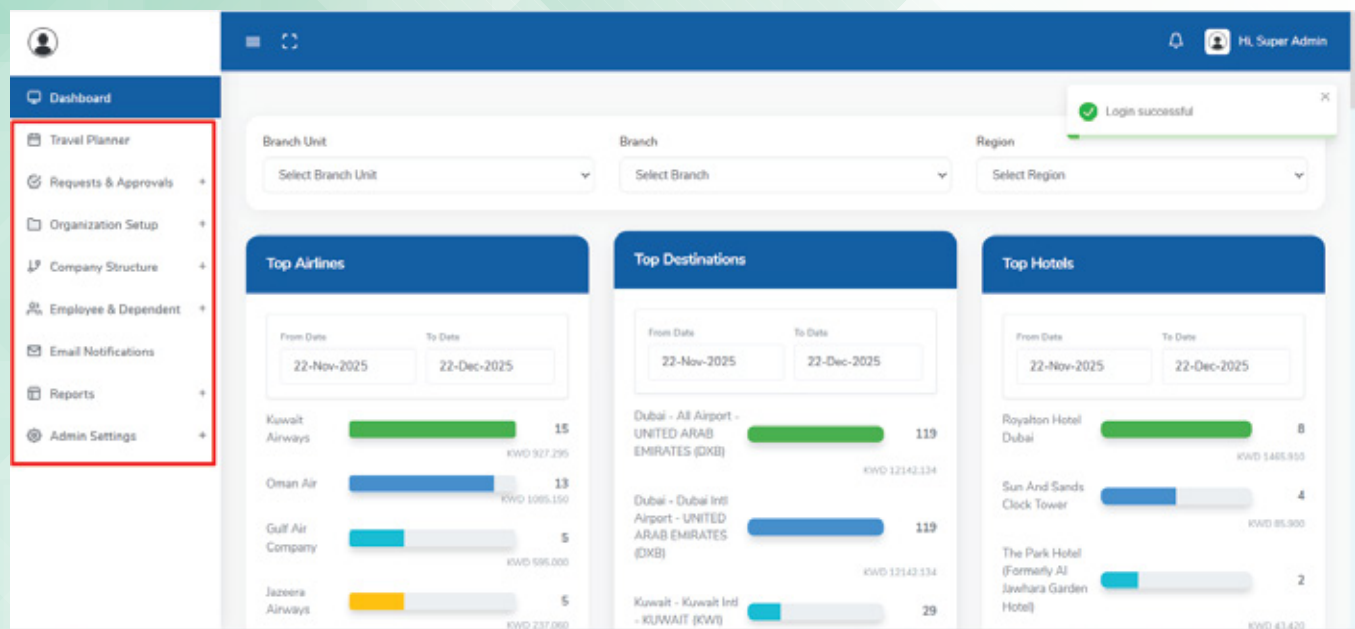 Hi, Super Admin
Dashboard
Login successful
Travel Planner
Requests & Approvals +
Organization Setup +
Company Structure +
Employee & Dependent +
Email Notifications
Reports +
Admin Settings +
Branch Unit
Select Branch Unit
Branch
Select Branch
Region
Select Region
Top Airlines
From Date To Date
22-Nov-2025 22-Dec-2025
Kuwait
Airways
15
KWD 927.295
Oman Air
13
KWD 1085.150
Gulf Air
Company
5
KWD 595.000
Jazeera
Airways
5
KWD 237.060
Top Destinations
From Date To Date
22-Nov-2025 22-Dec-2025
Dubai - All Airport -
UNITED ARAB
EMIRATES (DXB)
119
KWD 12142.134
Dubai - Dubai Intl
Airport - UNITED
ARAB EMIRATES
(DXB)
119
KWD 12142.134
Kuwait - Kuwait Intl
- KUWAIT (KWI)
29
Top Hotels
From Date To Date
22-Nov-2025 22-Dec-2025
Royalton Hotel
Dubai
8
KWD 1465.910
Sun And Sands
Clock Tower
4
KWD 85.900
The Park Hotel
(Formerly Al
Jawhara Garden
Hotel)
2
KWD 43.420